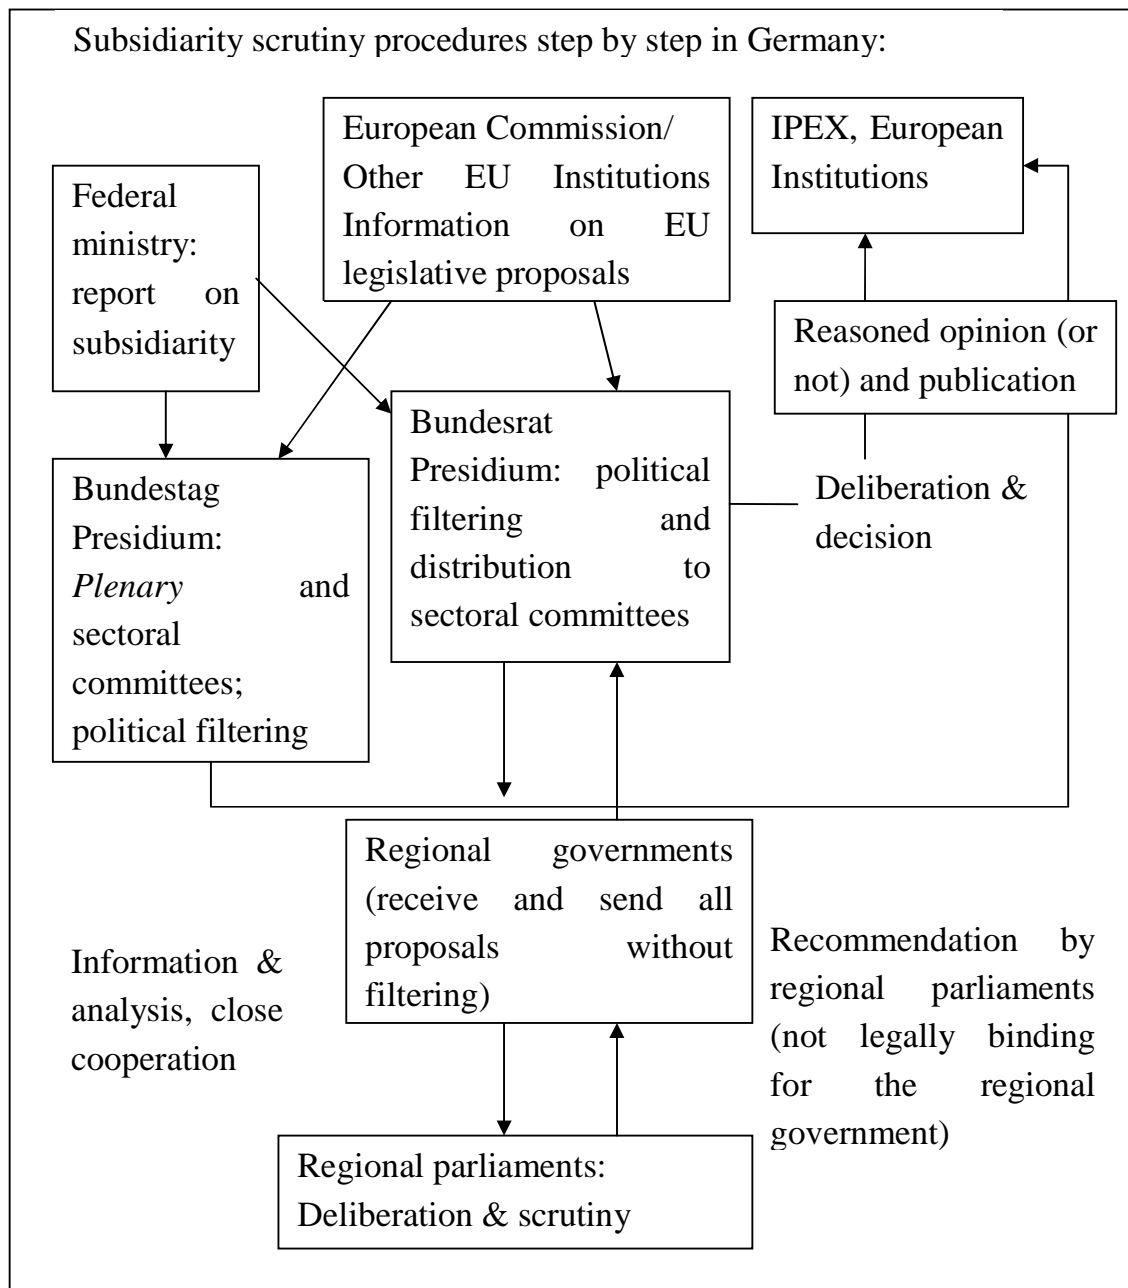 Subsidiarity scrutiny procedures step by step in Germany:
European Commission/
Other EU Institutions
Information on EU
legislative proposals
IPEX, European
Institutions
Federal
ministry:
report on
subsidiarity
Reasoned opinion (or
not) and publication
Bundesrat
Presidium: political
filtering and
distribution to
sectoral committees
Deliberation &
decision
Bundestag
Presidium:
Plenary and
sectoral
committees;
political filtering
Regional governments
(receive and send all
proposals without
filtering)
Information &
analysis, close
cooperation
Recommendation by
regional parliaments
(not legally binding
for the regional
government)
Regional parliaments:
Deliberation & scrutiny